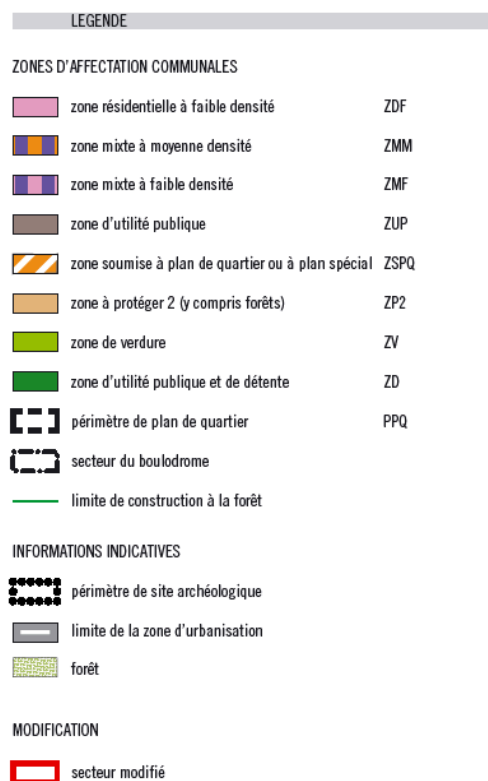 LEGENDE
ZONES D'AFFECTATION COMMUNALES
zone résidentielle à faible densité ZDF
zone mixte à moyenne densité ZMM
zone mixte à faible densité ZMF
zone d'utilité publique ZUP
zone soumise à plan de quartier ou à plan spécial ZSPQ
zone à protéger 2 (y compris forêts) ZP2
zone de verdure ZV
zone d'utilité publique et de détente ZD
périmètre de plan de quartier PPQ
secteur du boulodrome
limite de construction à la forêt
INFORMATIONS INDICATIVES
périmètre de site archéologique
limite de la zone d'urbanisation
forêt
MODIFICATION
secteur modifié